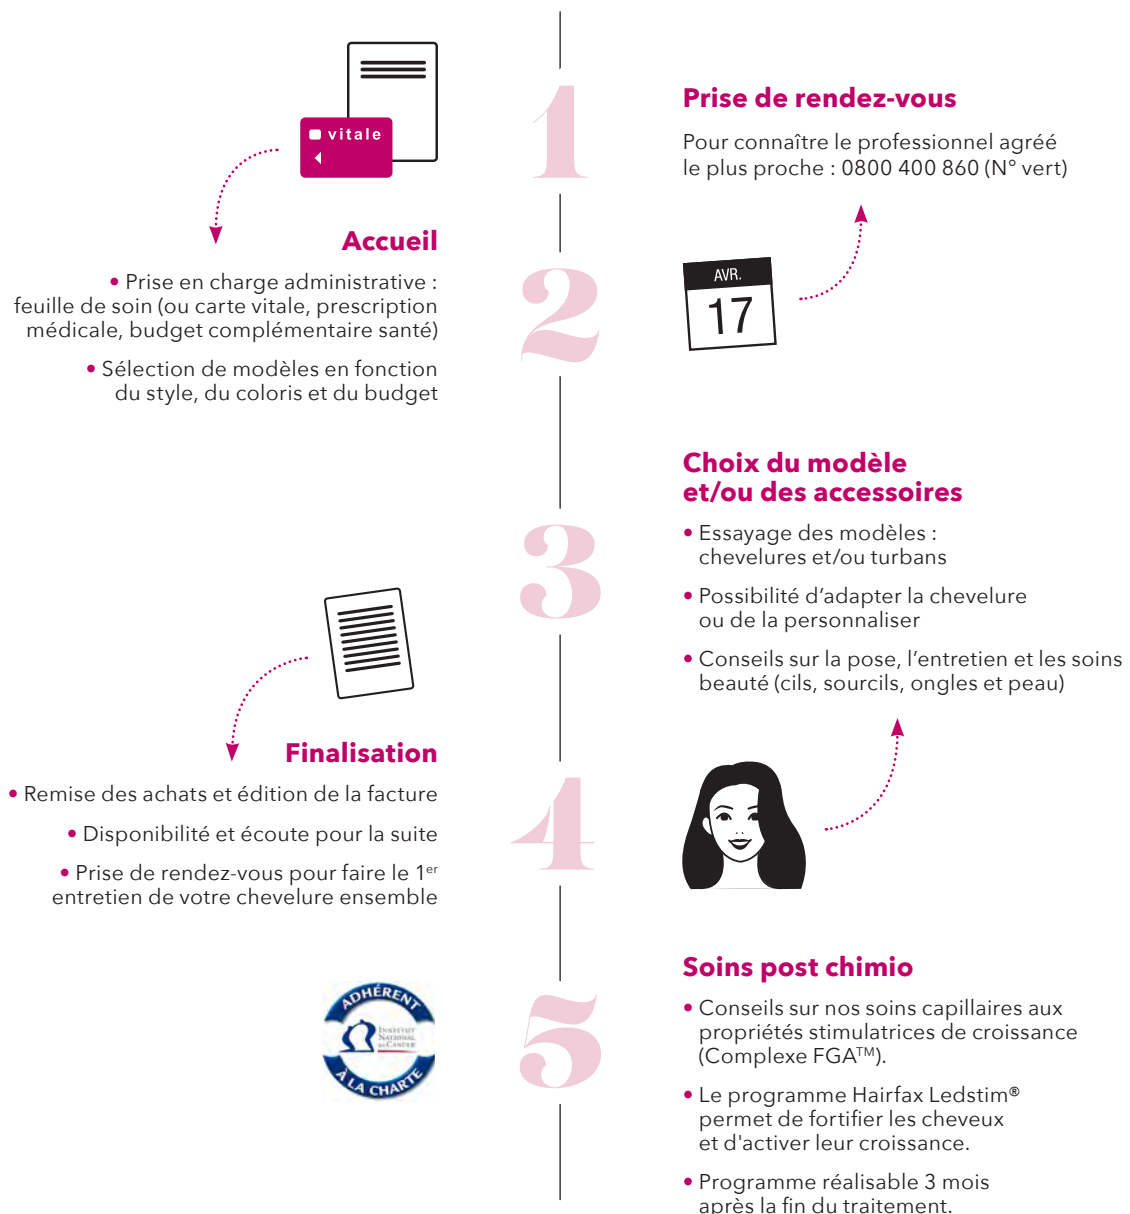 vitale
1
Prise de rendez-vous
Pour connaître le professionnel agréé
le plus proche : 0800 400 860 (N° vert)
Accueil
• Prise en charge administrative :
feuille de soin (ou carte vitale, prescription
médicale, budget complémentaire santé)
• Sélection de modèles en fonction
du style, du coloris et du budget
2
AVR.
17
Choix du modèle
et/ou des accessoires
• Essayage des modèles :
chevelures et/ou turbans
• Possibilité d’adapter la chevelure
ou de la personnaliser
• Conseils sur la pose, l’entretien et les soins
beauté (cils, sourcils, ongles et peau)
3
Finalisation
• Remise des achats et édition de la facture
• Disponibilité et écoute pour la suite
• Prise de rendez-vous pour faire le 1er
entretien de votre chevelure ensemble
4
ADHÉRENT
INSTITUT
NATIONAL
DU CANCER
À LA CHARTE
5
Soins post chimio
• Conseils sur nos soins capillaires aux
propriétés stimulatrices de croissance
(Complexe FGA™).
• Le programme Hairfax Ledstim®
permet de fortifier les cheveux
et d'activer leur croissance.
• Programme réalisable 3 mois
après la fin du traitement.